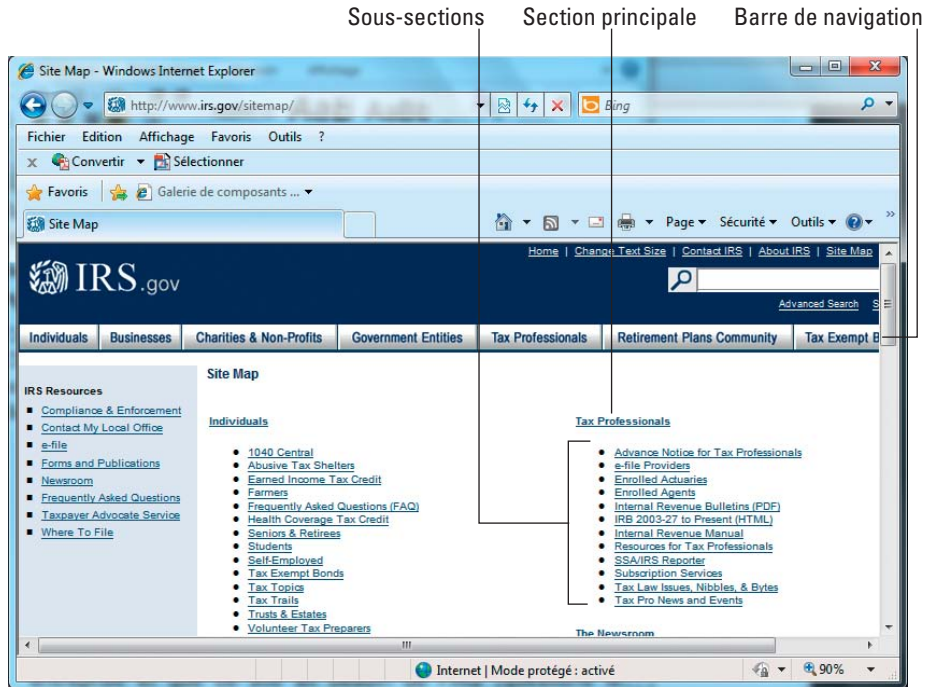 Sous-sections Section principale Barre de navigation
Site Map - Windows Internet Explorer
http://www.irs.gov/sitemap/ Bing
Fichier Edition Affichage Favoris Outils ?
x Convertir Sélectionner
Favoris Galerie de composants ...
Site Map Page Sécurité Outils »
Home | Change Text Size | Contact IRS | About IRS | Site Map
IRS.gov
Advanced Search
Individuals Businesses Charities & Non-Profits Government Entities Tax Professionals Retirement Plans Community Tax Exempt B
Site Map
IRS Resources
Compliance & Enforcement
Contact My Local Office
e-file
Forms and Publications
Newsroom
Frequently Asked Questions
Taxpayer Advocate Service
Where To File
Individuals
1040 Central
Abusive Tax Shelters
Earned Income Tax Credit
Farmers
Frequently Asked Questions (FAQ)
Health Coverage Tax Credit
Seniors & Retirees
Students
Self-Employed
Tax Exempt Bonds
Tax Topics
Tax Trails
Trusts & Estates
Volunteer Tax Preparers
Tax Professionals
Advance Notice for Tax Professionals
e-file Providers
Enrolled Actuaries
Enrolled Agents
Internal Revenue Bulletins (PDF)
IRB 2003-27 to Present (HTML)
Internal Revenue Manual
Resources for Tax Professionals
SSA/IRS Reporter
Subscription Services
Tax Law Issues, Nibbles, & Bytes
Tax Pro News and Events
The Newsroom
Internet | Mode protégé : activé 90%